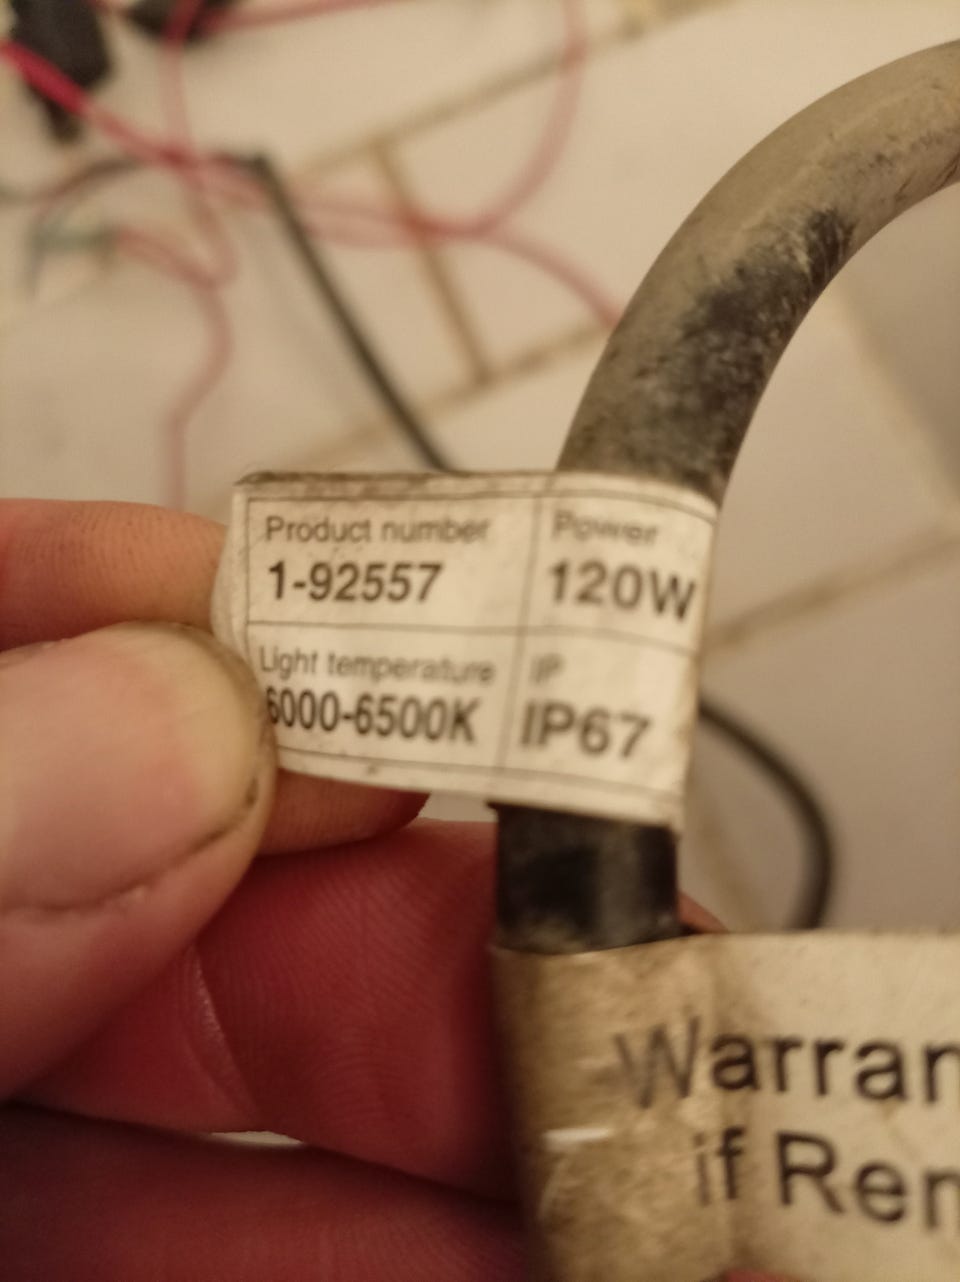 Product number
Power
1-92557
120W
Light temperature
IP
6000-6500K
IP67
Warran
if Ren